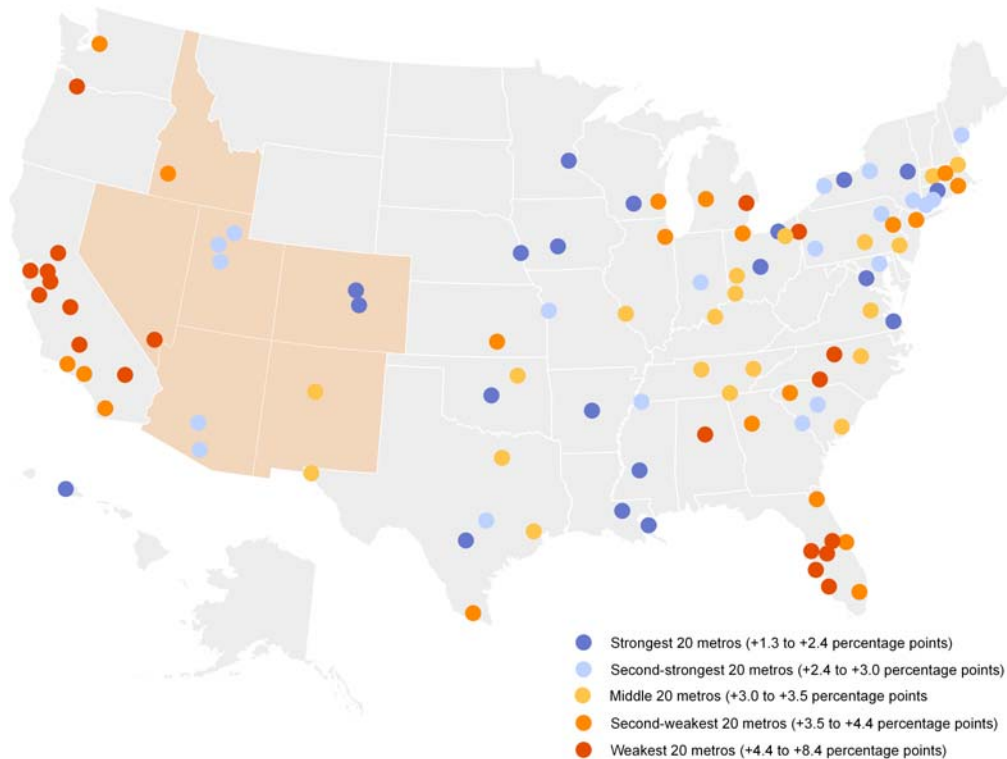 Strongest 20 metros (+1.3 to +2.4 percentage points)
Second-strongest 20 metros (+2.4 to +3.0 percentage points)
Middle 20 metros (+3.0 to +3.5 percentage points
Second-weakest 20 metros (+3.5 to +4.4 percentage points)
Weakest 20 metros (+4.4 to +8.4 percentage points)